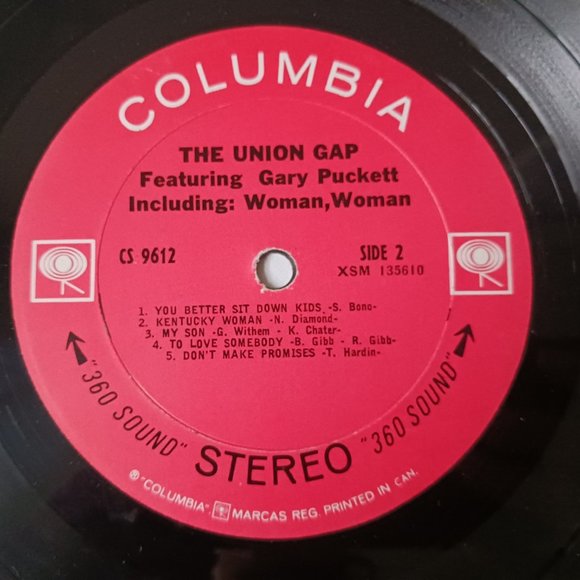 COLUMBIA
THE UNION GAP
Featuring Gary Puckett
Including: Woman, Woman
CS 9612
SIDE 2
XSM 135610
1. YOU BETTER SIT DOWN KIDS -S. Bono-
2. KENTUCKY WOMAN -N. Diamond-
3. MY SON -G. Withem - K. Chater-
4. TO LOVE SOMEBODY -B. Gibb - R. Gibb-
5. DON'T MAKE PROMISES -T. Hardin-
"360 SOUND" STEREO "360 SOUND"
® "COLUMBIA", MARCAS REG. PRINTED IN CAN.